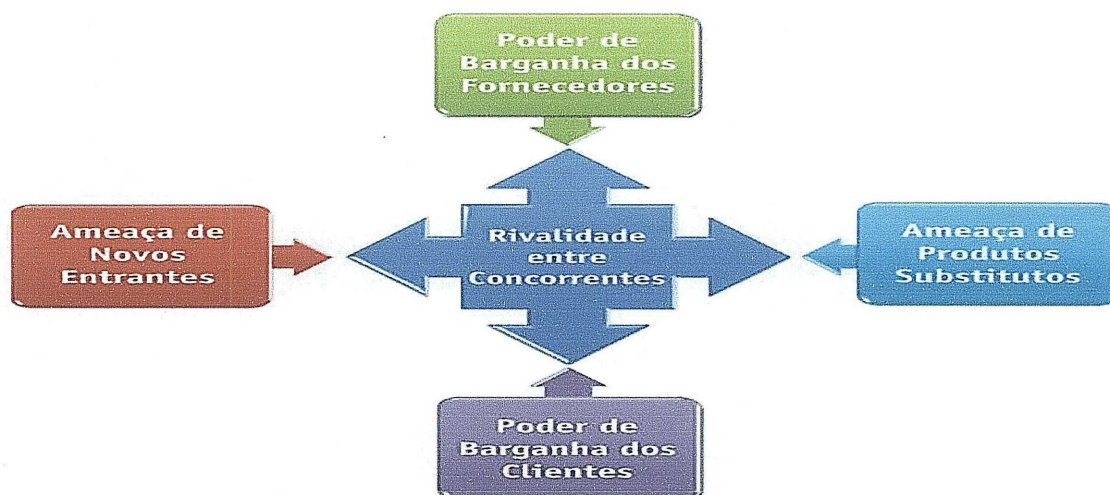 Poder de
Barganha dos
Fornecedores
Ameaça de
Novos
Entrantes
Rivalidade
entre
Concorrentes
Ameaça de
Produtos
Substitutos
Poder de
Barganha dos
Clientes